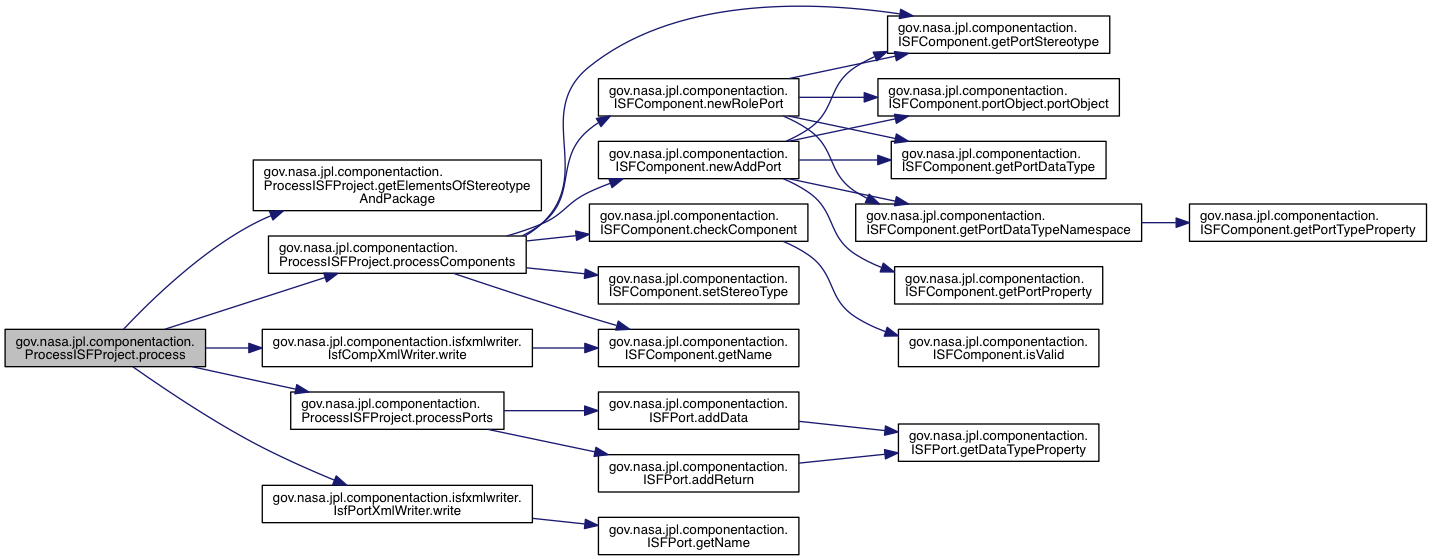 gov.nasa.jpl.componentaction.
ProcessISFProject.process
gov.nasa.jpl.componentaction.
ProcessISFProject.getElementsOfStereotype
AndPackage
gov.nasa.jpl.componentaction.
ProcessISFProject.processComponents
gov.nasa.jpl.componentaction.isfxmlwriter.
IsfCompXmlWriter.write
gov.nasa.jpl.componentaction.
ProcessISFProject.processPorts
gov.nasa.jpl.componentaction.isfxmlwriter.
IsfPortXmlWriter.write
gov.nasa.jpl.componentaction.
ISFComponent.newRolePort
gov.nasa.jpl.componentaction.
ISFComponent.newAddPort
gov.nasa.jpl.componentaction.
ISFComponent.checkComponent
gov.nasa.jpl.componentaction.
ISFComponent.setStereoType
gov.nasa.jpl.componentaction.
ISFComponent.getName
gov.nasa.jpl.componentaction.
ISFPort.addData
gov.nasa.jpl.componentaction.
ISFPort.addReturn
gov.nasa.jpl.componentaction.
ISFPort.getName
gov.nasa.jpl.componentaction.
ISFComponent.getPortStereotype
gov.nasa.jpl.componentaction.
ISFComponent.portObject.portObject
gov.nasa.jpl.componentaction.
ISFComponent.getPortDataType
gov.nasa.jpl.componentaction.
ISFComponent.getPortDataTypeNamespace
gov.nasa.jpl.componentaction.
ISFComponent.getPortProperty
gov.nasa.jpl.componentaction.
ISFComponent.isValid
gov.nasa.jpl.componentaction.
ISFPort.getDataTypeProperty
gov.nasa.jpl.componentaction.
ISFComponent.getPortTypeProperty